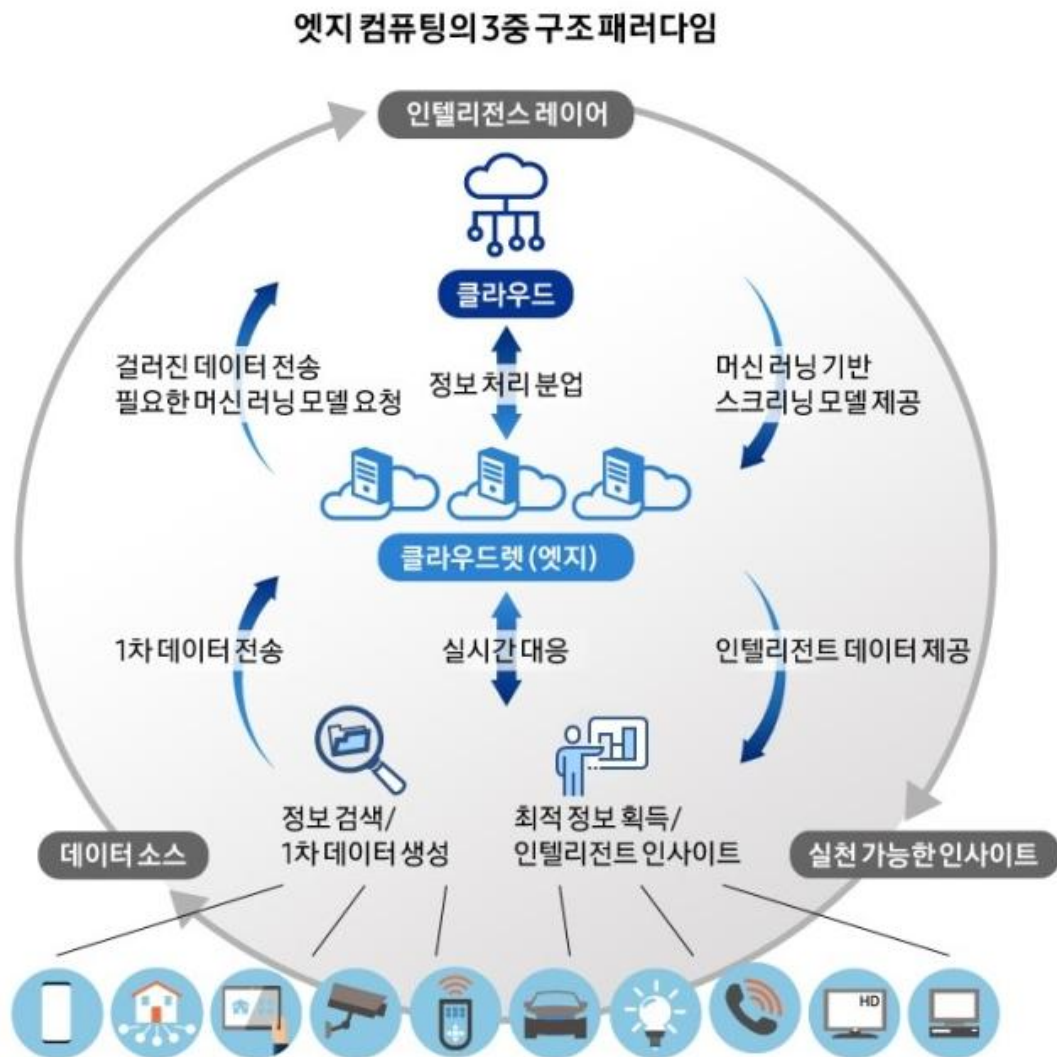 엣지 컴퓨팅의 3중 구조 패러다임
인텔리전스 레이어
클라우드
걸러진 데이터 전송
필요한 머신 러닝 모델 요청
정보 처리 분업
머신 러닝 기반
스크리닝 모델 제공
클라우드렛 (엣지)
1차 데이터 전송
실시간 대응
인텔리전트 데이터 제공
정보 검색/
1차 데이터 생성
최적 정보 획득/
인텔리전트 인사이트
데이터 소스
실천 가능한 인사이트
HD